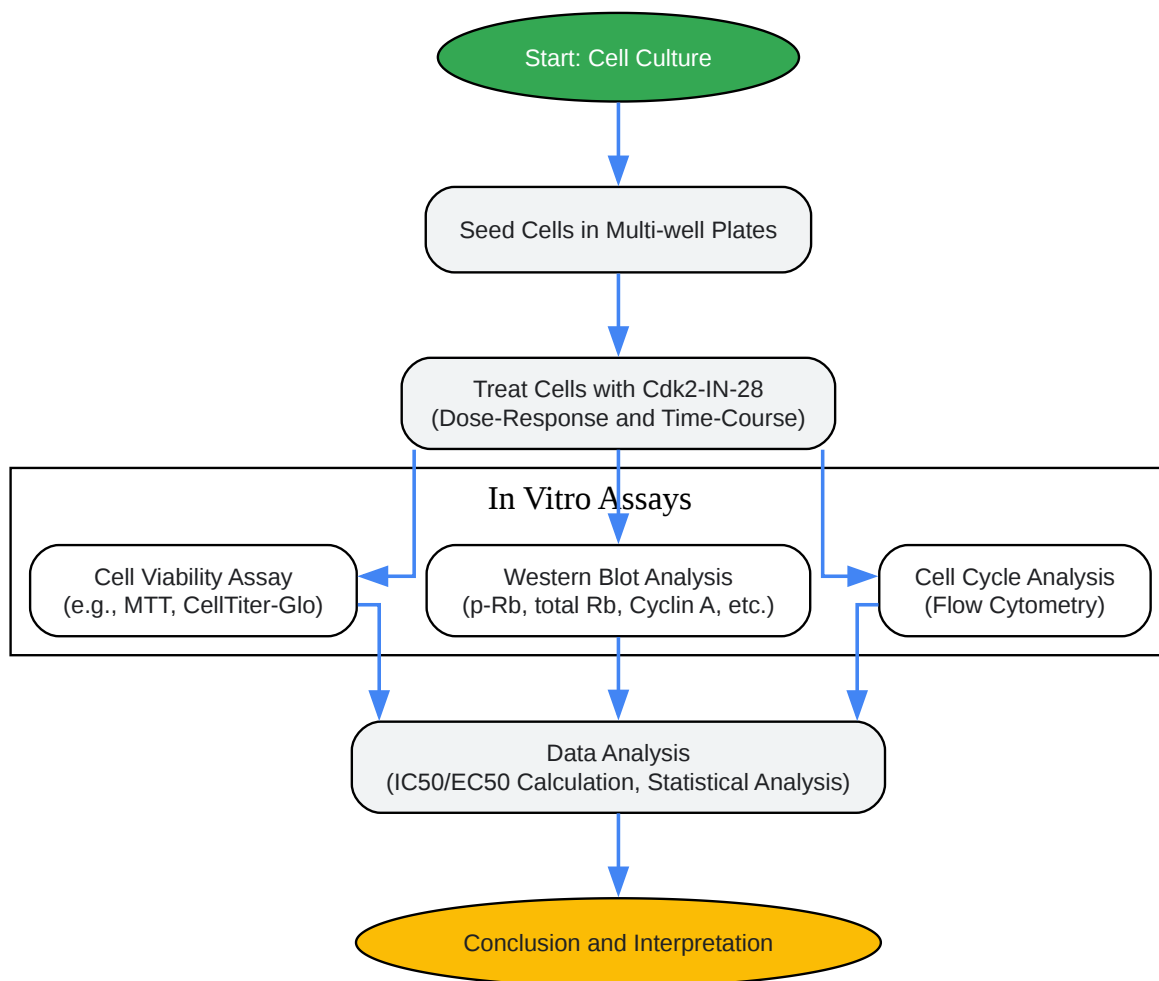 Start: Cell Culture
Seed Cells in Multi-well Plates
Treat Cells with Cdk2-IN-28
(Dose-Response and Time-Course)
In Vitro Assays
Cell Viability Assay
(e.g., MTT, CellTiter-Glo)
Western Blot Analysis
(p-Rb, total Rb, Cyclin A, etc.)
Cell Cycle Analysis
(Flow Cytometry)
Data Analysis
(IC50/EC50 Calculation, Statistical Analysis)
Conclusion and Interpretation